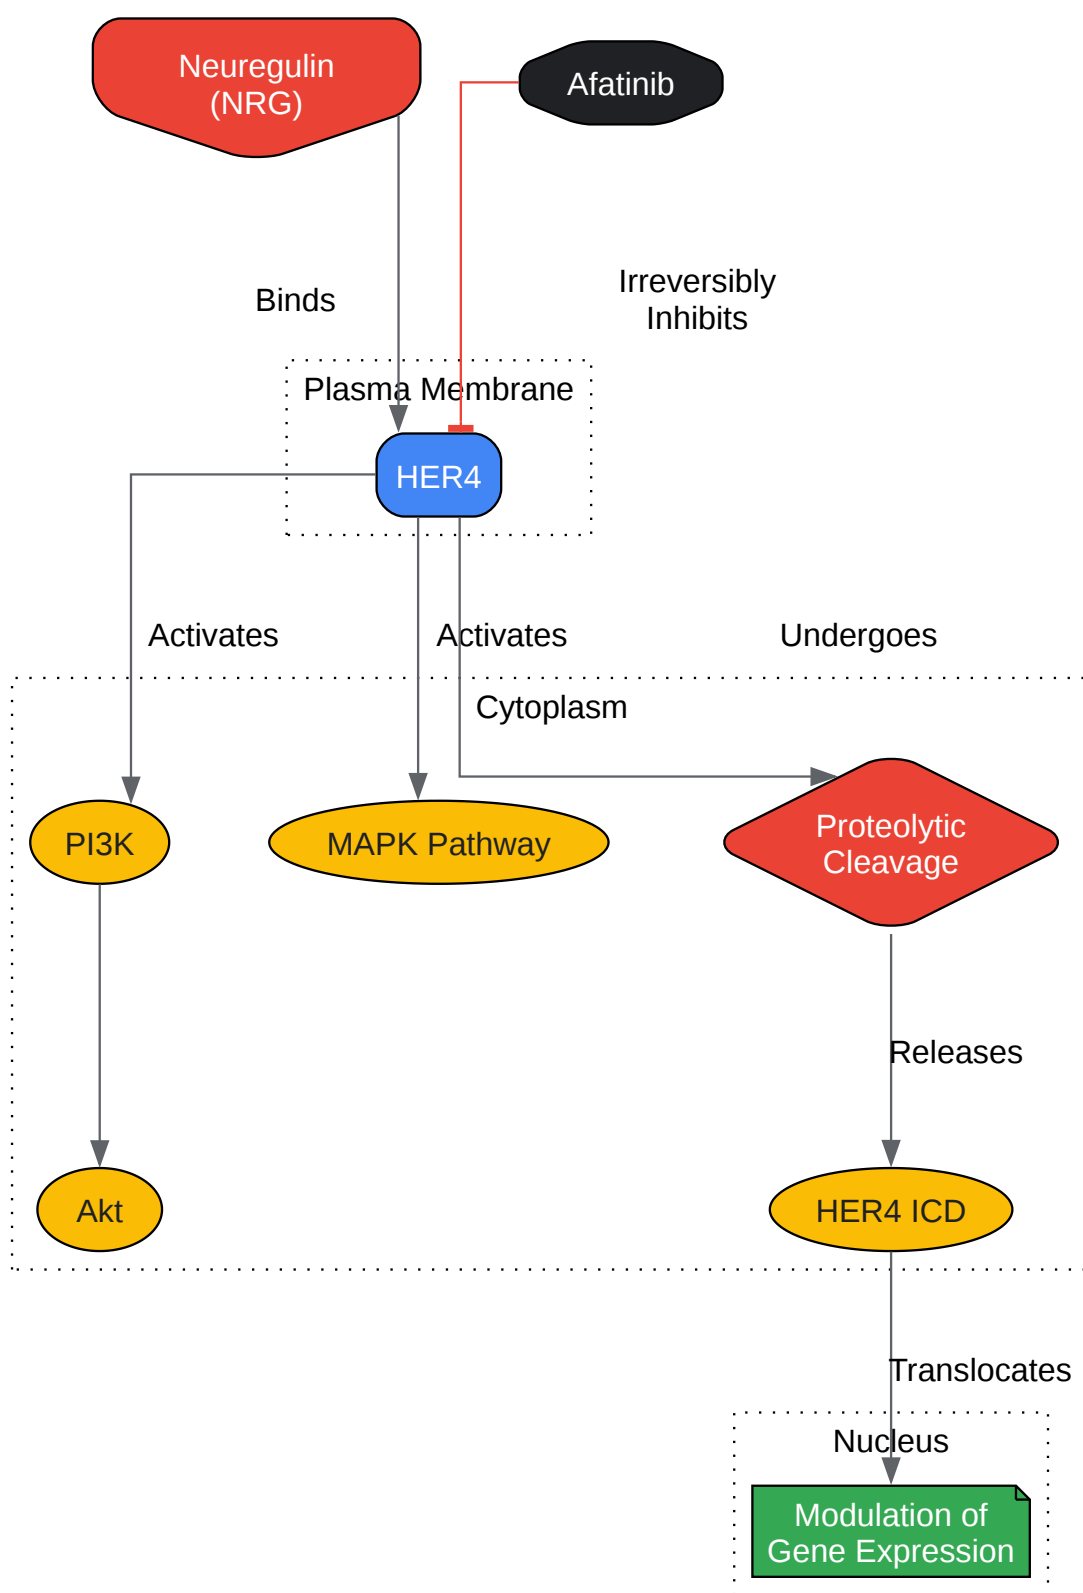 Neuregulin
(NRG)
Afatinib
Binds
Irreversibly
Inhibits
Plasma Membrane
HER4
Activates
Activates
Undergoes
Cytoplasm
PI3K
MAPK Pathway
Proteolytic
Cleavage
Releases
Akt
HER4 ICD
Translocates
Nucleus
Modulation of
Gene Expression